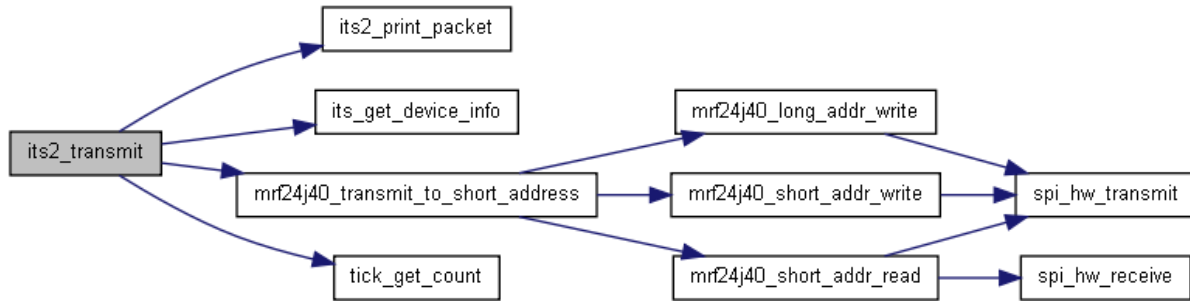 its2_print_packet
its_get_device_info
mrf24j40_long_addr_write
its2_transmit
mrf24j40_transmit_to_short_address
mrf24j40_short_addr_write
spi_hw_transmit
tick_get_count
mrf24j40_short_addr_read
spi_hw_receive